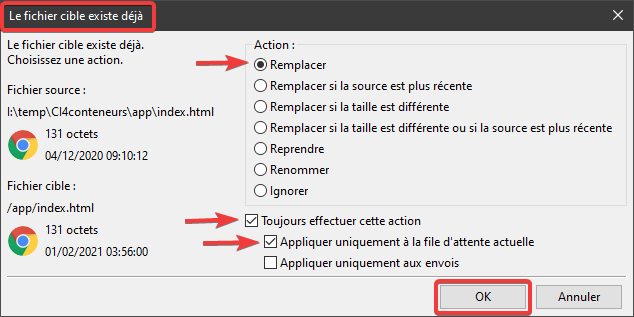 Le fichier cible existe déjà
Le fichier cible existe déjà.
Choisissez une action.
Fichier source :
I:\temp\CI4conteneurs\app\index.html
131 octets
04/12/2020 09:10:12
Fichier cible :
/app/index.html
131 octets
01/02/2021 03:56:00
Action :
Remplacer
Remplacer si la source est plus récente
Remplacer si la taille est différente
Remplacer si la taille est différente ou si la source est plus récente
Reprendre
Renommer
Ignorer
Toujours effectuer cette action
Appliquer uniquement à la file d'attente actuelle
Appliquer uniquement aux envois
OK
Annuler